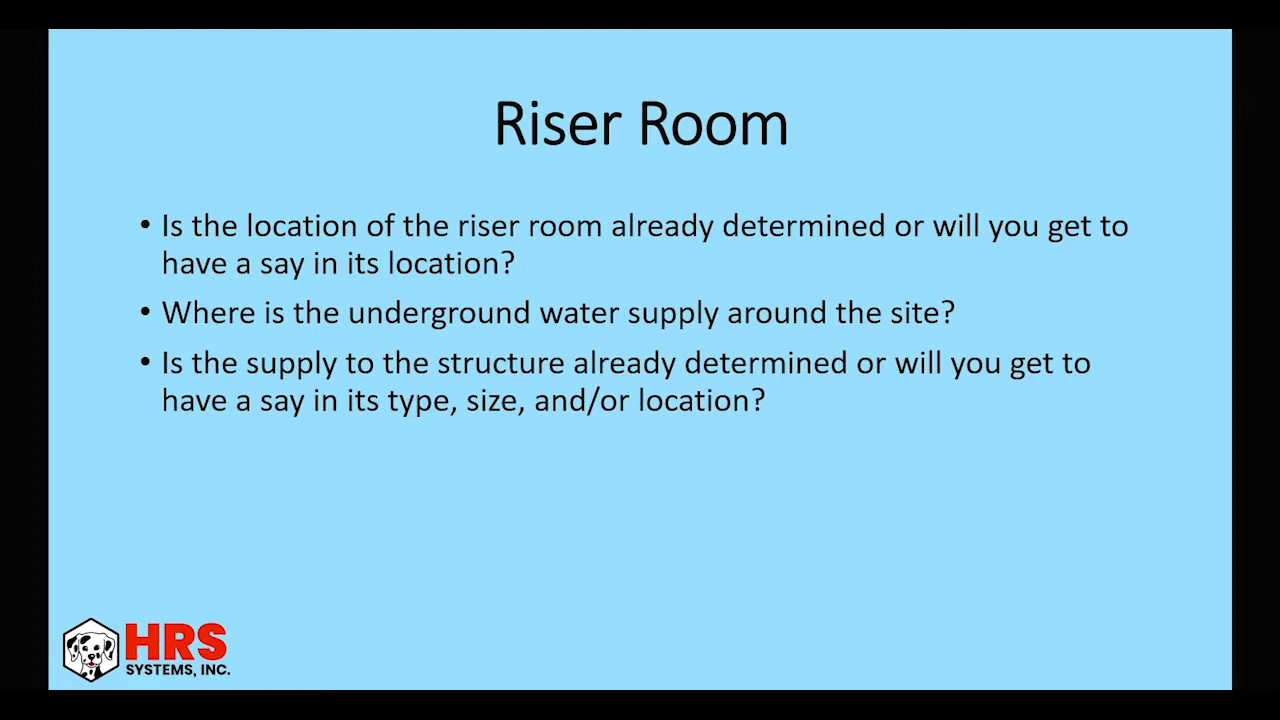 Riser Room
• Is the location of the riser room already determined or will you get to
have a say in its location?
• Where is the underground water supply around the site?
• Is the supply to the structure already determined or will you get to
have a say in its type, size, and/or location?
HRS
SYSTEMS, INC.